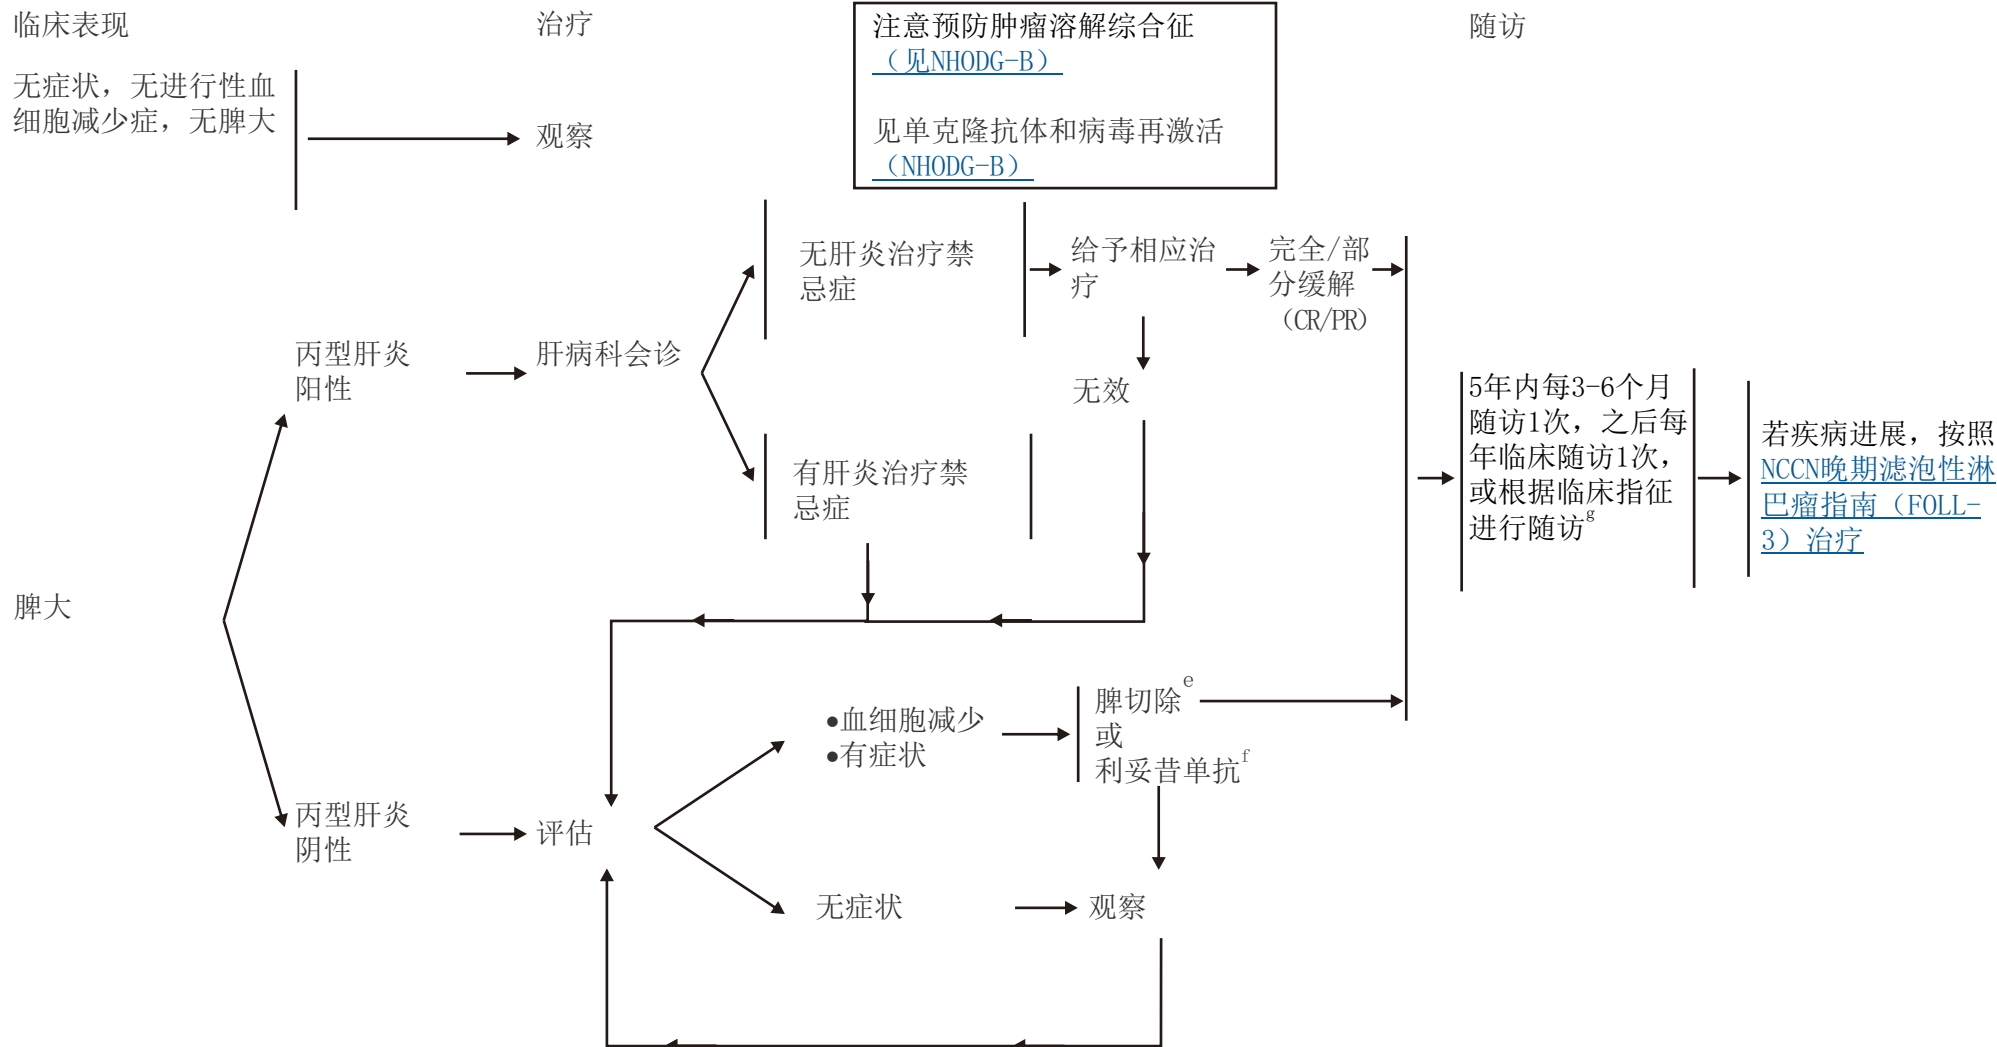 临床表现
治疗
注意预防肿瘤溶解综合征
（见NHODG-B）
见单克隆抗体和病毒再激活
（NHODG-B）
随访
无症状，无进行性血
细胞减少症，无脾大
观察
无肝炎治疗禁
忌症
给予相应治
疗
完全/部
分缓解
（CR/PR）
丙型肝炎
阳性
肝病科会诊
无效
有肝炎治疗禁
忌症
5年内每3-6个月
随访1次，之后每
年临床随访1次，
或根据临床指征
进行随访g
若疾病进展，按照
NCCN晚期滤泡性淋
巴瘤指南（FOLL-
3）治疗
脾大
丙型肝炎
阴性
评估
●血细胞减少
●有症状
脾切除e
或
利妥昔单抗f
无症状
观察